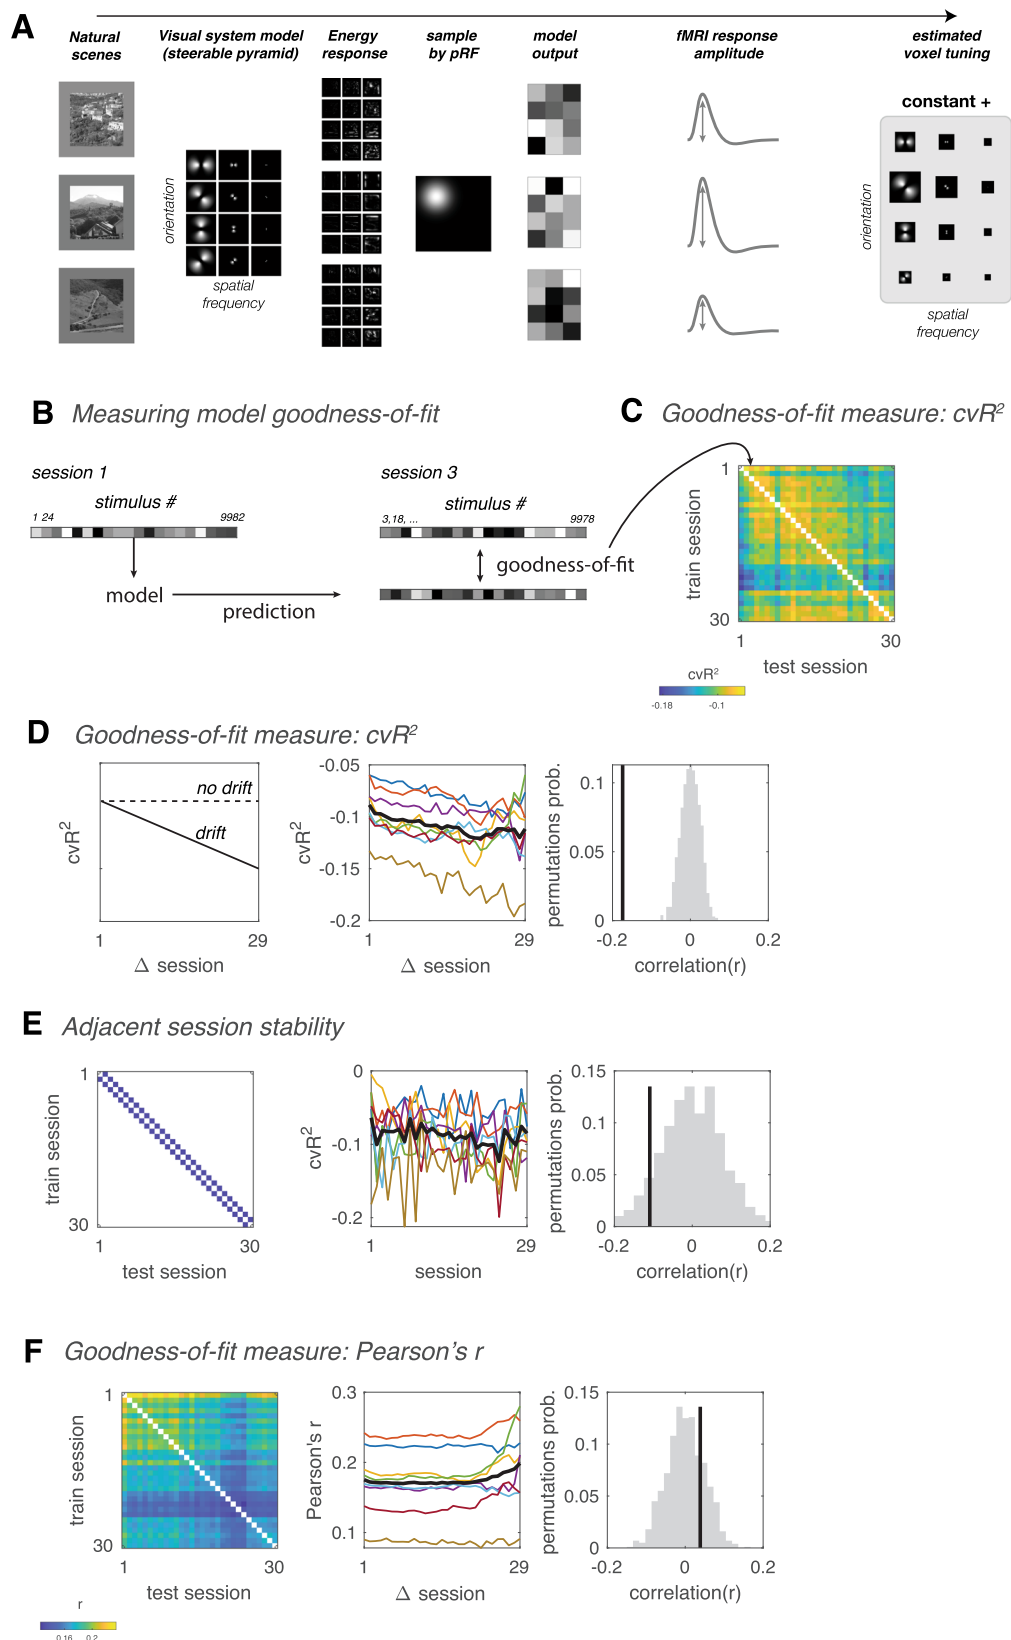 A
Natural scenes
Visual system model (steerable pyramid)
Energy response
sample by pRF
model output
fMRI response amplitude
estimated voxel tuning
constant +
orientation
spatial frequency
orientation
spatial frequency
B Measuring model goodness-of-fit
session 1
stimulus #
1 24 9982
model
prediction
session 3
stimulus #
3,18, ... 9978
goodness-of-fit
C Goodness-of-fit measure: cvR²
train session
1
30
1 30
test session
cvR²
-0.18 -0.1
D Goodness-of-fit measure: cvR²
cvR²
no drift
drift
1 29
Δ session
cvR²
-0.05
-0.1
-0.15
-0.2
1 29
Δ session
permutations prob.
0.1
0.05
0
-0.2 0 0.2
correlation(r)
E Adjacent session stability
train session
1
30
1 30
test session
cvR²
0
-0.1
-0.2
1 29
session
permutations prob.
0.15
0.1
0.05
0
-0.2 0 0.2
correlation(r)
F Goodness-of-fit measure: Pearson's r
train session
1
30
1 30
test session
r
0.16 0.2
Pearson's r
0.3
0.2
0.1
1 29
Δ session
permutations prob.
0.15
0.1
0.05
0
-0.2 0 0.2
correlation(r)